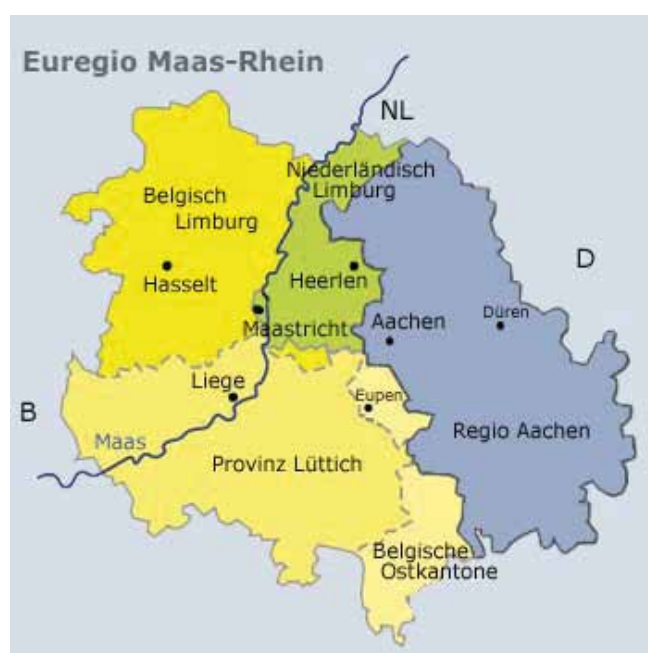 Euregio Maas-Rhein
NL
Niederländisch
Limburg
Belgisch
Limburg
D
Hasselt
Heerlen
Maastricht
Aachen
Düren
Liege
Eupen
B
Maas
Regio Aachen
Provinz Lüttich
Belgische
Ostkantone